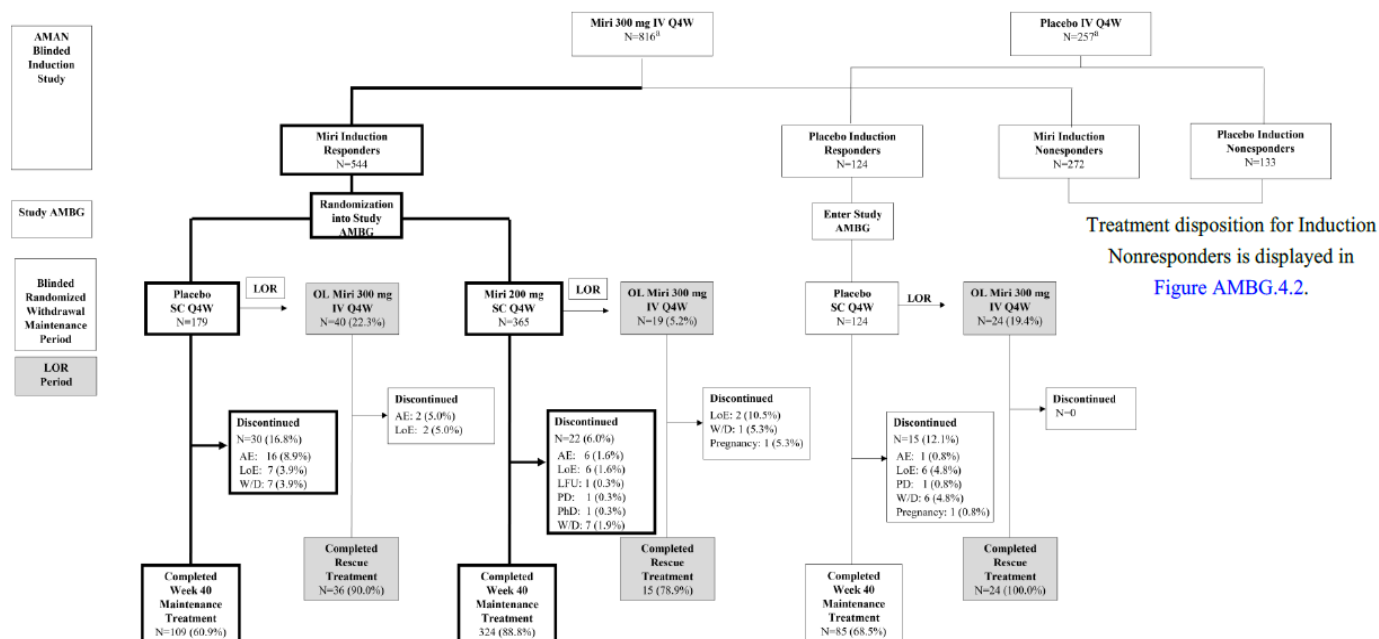 AMAN
Blinded
Induction
Study
Miri 300 mg IV Q4W
N=816a
Placebo IV Q4W
N=257a
Miri Induction
Responders
N=544
Placebo Induction
Responders
N=124
Miri Induction
Nonesponders
N=272
Placebo Induction
Nonesponders
N=133
Study AMBG
Randomization
into Study
AMBG
Enter Study
AMBG
Treatment disposition for Induction
Nonresponders is displayed in
Figure AMBG.4.2.
Blinded
Randomized
Withdrawal
Maintenance
Period
LOR
Period
Placebo
SC Q4W
N=179
LOR
OL Miri 300 mg
IV Q4W
N=40 (22.3%)
Miri 200 mg
SC Q4W
N=365
LOR
OL Miri 300 mg
IV Q4W
N=19 (5.2%)
Placebo
SC Q4W
N=124
LOR
OL Miri 300 mg
IV Q4W
N=24 (19.4%)
Discontinued
N=30 (16.8%)
AE: 16 (8.9%)
LoE: 7 (3.9%)
W/D: 7 (3.9%)
Discontinued
AE: 2 (5.0%)
LoE: 2 (5.0%)
Discontinued
N=22 (6.0%)
AE: 6 (1.6%)
LoE: 6 (1.6%)
LFU: 1 (0.3%)
PD: 1 (0.3%)
PhD: 1 (0.3%)
W/D: 7 (1.9%)
Discontinued
LoE: 2 (10.5%)
W/D: 1 (5.3%)
Pregnancy: 1 (5.3%)
Discontinued
N=15 (12.1%)
AE: 1 (0.8%)
LoE: 6 (4.8%)
PD: 1 (0.8%)
W/D: 6 (4.8%)
Pregnancy: 1 (0.8%)
Discontinued
N=0
Completed
Week 40
Maintenance
Treatment
N=109 (60.9%)
Completed
Rescue
Treatment
N=36 (90.0%)
Completed
Week 40
Maintenance
Treatment
324 (88.8%)
Completed
Rescue
Treatment
15 (78.9%)
Completed
Week 40
Maintenance
Treatment
N=85 (68.5%)
Completed
Rescue
Treatment
N=24 (100.0%)